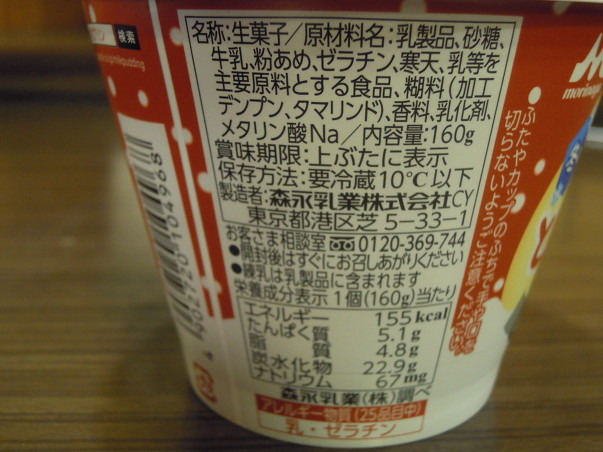 検索
名称:生菓子/原材料名:乳製品、砂糖、
牛乳、粉あめ、ゼラチン、寒天、乳等を
主要原料とする食品、糊料(加工
デンプン、タマリンド)、香料、乳化剤、
メタリン酸Na/内容量:160g
賞味期限:上ぶたに表示
保存方法:要冷蔵10℃以下
製造者:森永乳業株式会社CY
東京都港区芝5-33-1
お客さま相談室 0120-369-744
●開封後はすぐにお召しあがりください
●練乳は乳製品に含まれます
栄養成分表示 1個(160g)当たり
エネルギー 155kcal
たんぱく質 5.1g
脂質 4.8g
炭水化物 22.9g
ナトリウム 67mg
森永乳業(株)調べ
アレルギー物質(25品目中)
乳・ゼラチン
ふたやカップのふちで手や口を
切らないようご注意ください。
4 902720 104968